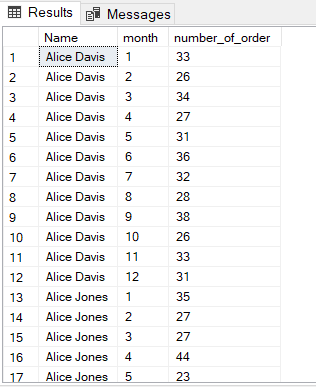 Results Messages
Name month number_of_order
1 Alice Davis 1 33
2 Alice Davis 2 26
3 Alice Davis 3 34
4 Alice Davis 4 27
5 Alice Davis 5 31
6 Alice Davis 6 36
7 Alice Davis 7 32
8 Alice Davis 8 28
9 Alice Davis 9 38
10 Alice Davis 10 26
11 Alice Davis 11 33
12 Alice Davis 12 31
13 Alice Jones 1 35
14 Alice Jones 2 27
15 Alice Jones 3 27
16 Alice Jones 4 44
17 Alice Jones 5 23